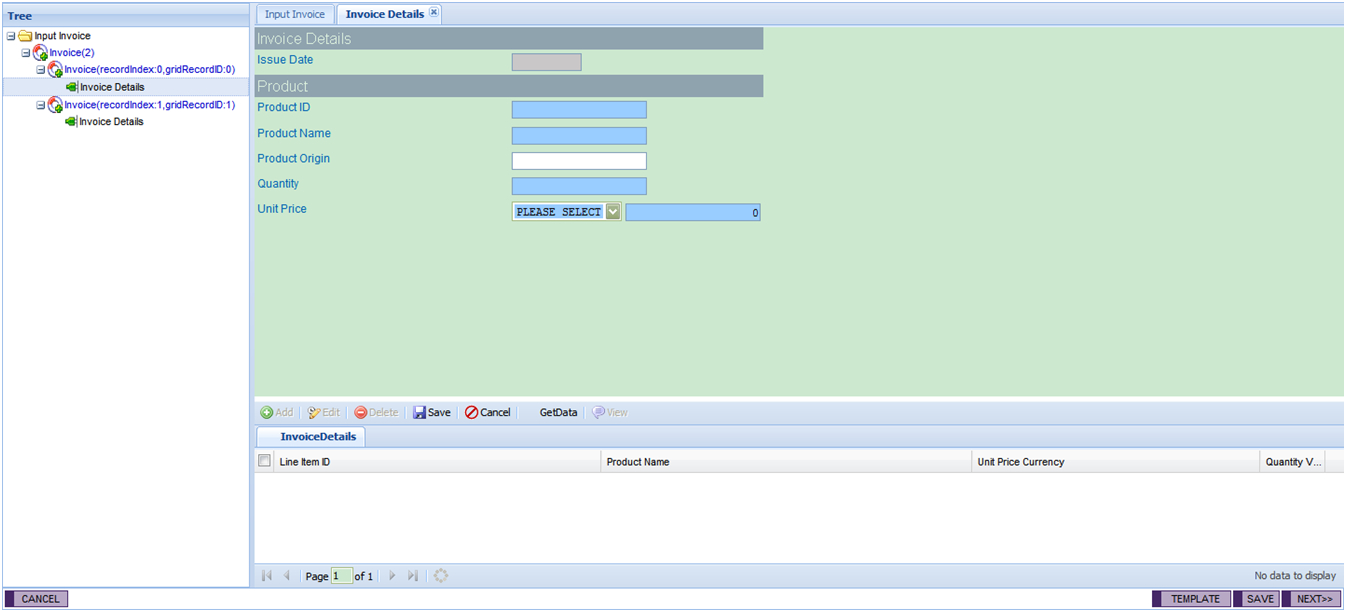 Tree
Input Invoice
Invoice(2)
Invoice(recordIndex:0,gridRecordID:0)
Invoice Details
Invoice(recordIndex:1,gridRecordID:1)
Invoice Details
Input Invoice Invoice Details
Invoice Details
Issue Date
Product
Product ID
Product Name
Product Origin
Quantity
Unit Price PLEASE SELECT 0
Add Edit Delete Save Cancel GetData View
InvoiceDetails
Line Item ID Product Name Unit Price Currency Quantity V...
Page 1 of 1 No data to display
CANCEL TEMPLATE SAVE NEXT>>